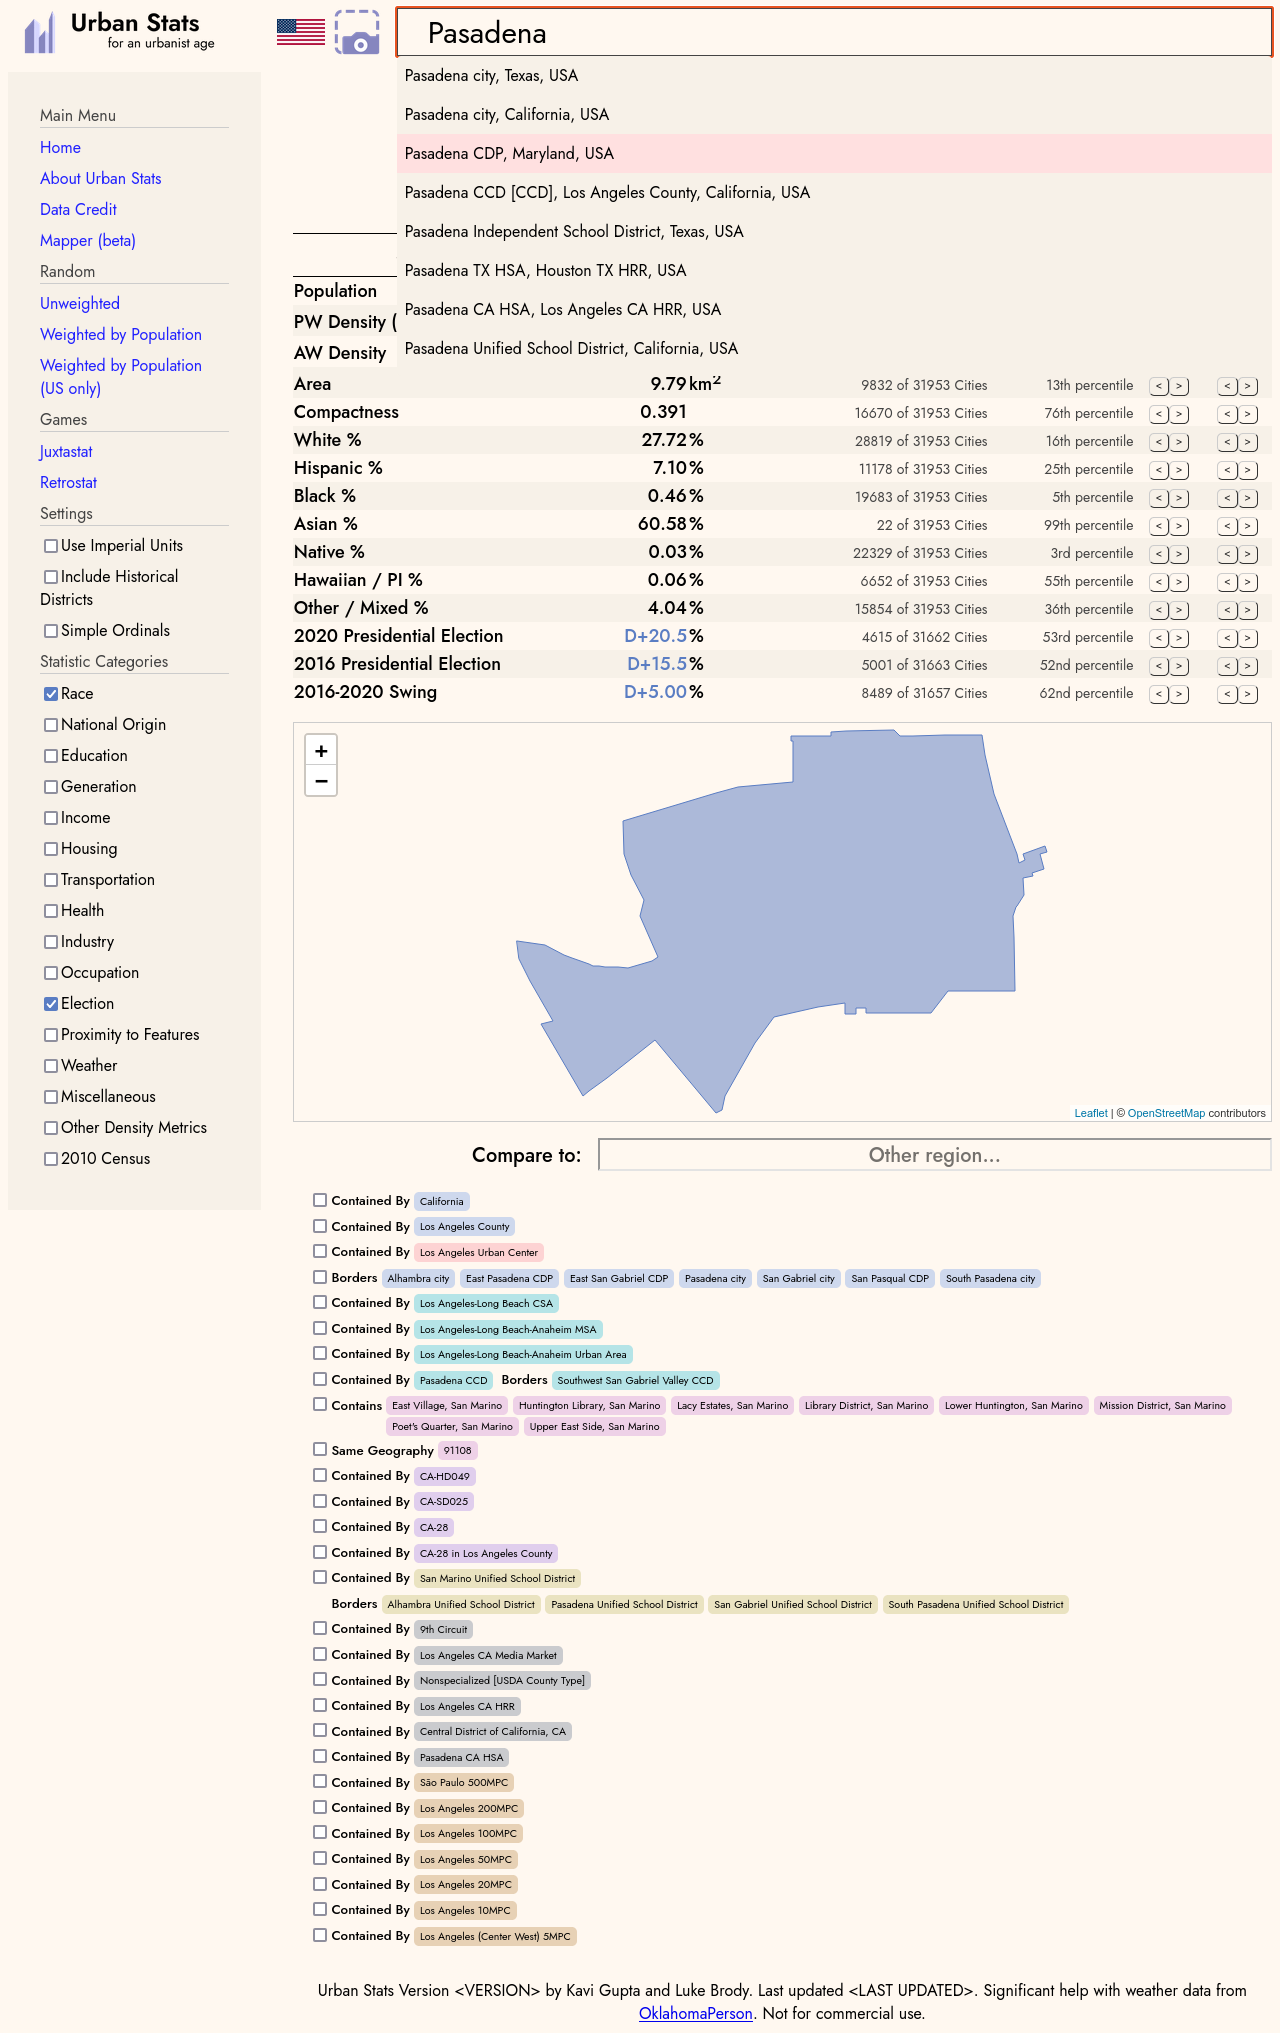 Urban Stats
for an urbanist age
Pasadena
Pasadena city, Texas, USA
Pasadena city, California, USA
Pasadena CDP, Maryland, USA
Pasadena CCD [CCD], Los Angeles County, California, USA
Pasadena Independent School District, Texas, USA
Pasadena TX HSA, Houston TX HRR, USA
Pasadena CA HSA, Los Angeles CA HRR, USA
Pasadena Unified School District, California, USA
Main Menu
Home
About Urban Stats
Data Credit
Mapper (beta)
Random
Unweighted
Weighted by Population
Weighted by Population
(US only)
Games
Juxtastat
Retrostat
Settings
Use Imperial Units
Include Historical
Districts
Simple Ordinals
Statistic Categories
Race
National Origin
Education
Generation
Income
Housing
Transportation
Health
Industry
Occupation
Election
Proximity to Features
Weather
Miscellaneous
Other Density Metrics
2010 Census
Population
PW Density (
AW Density
Area 9.79 km² 9832 of 31953 Cities 13th percentile < > < >
Compactness 0.391 16670 of 31953 Cities 76th percentile < > < >
White % 27.72 % 28819 of 31953 Cities 16th percentile < > < >
Hispanic % 7.10 % 11178 of 31953 Cities 25th percentile < > < >
Black % 0.46 % 19683 of 31953 Cities 5th percentile < > < >
Asian % 60.58 % 22 of 31953 Cities 99th percentile < > < >
Native % 0.03 % 22329 of 31953 Cities 3rd percentile < > < >
Hawaiian / PI % 0.06 % 6652 of 31953 Cities 55th percentile < > < >
Other / Mixed % 4.04 % 15854 of 31953 Cities 36th percentile < > < >
2020 Presidential Election D+20.5 % 4615 of 31662 Cities 53rd percentile < > < >
2016 Presidential Election D+15.5 % 5001 of 31663 Cities 52nd percentile < > < >
2016-2020 Swing D+5.00 % 8489 of 31657 Cities 62nd percentile < > < >
+
−
Leaflet | © OpenStreetMap contributors
Compare to: Other region...
Contained By California
Contained By Los Angeles County
Contained By Los Angeles Urban Center
Borders Alhambra city East Pasadena CDP East San Gabriel CDP Pasadena city San Gabriel city San Pasqual CDP South Pasadena city
Contained By Los Angeles-Long Beach CSA
Contained By Los Angeles-Long Beach-Anaheim MSA
Contained By Los Angeles-Long Beach-Anaheim Urban Area
Contained By Pasadena CCD Borders Southwest San Gabriel Valley CCD
Contains East Village, San Marino Huntington Library, San Marino Lacy Estates, San Marino Library District, San Marino Lower Huntington, San Marino Mission District, San Marino
Poet's Quarter, San Marino Upper East Side, San Marino
Same Geography 91108
Contained By CA-HD049
Contained By CA-SD025
Contained By CA-28
Contained By CA-28 in Los Angeles County
Contained By San Marino Unified School District
Borders Alhambra Unified School District Pasadena Unified School District San Gabriel Unified School District South Pasadena Unified School District
Contained By 9th Circuit
Contained By Los Angeles CA Media Market
Contained By Nonspecialized [USDA County Type]
Contained By Los Angeles CA HRR
Contained By Central District of California, CA
Contained By Pasadena CA HSA
Contained By São Paulo 500MPC
Contained By Los Angeles 200MPC
Contained By Los Angeles 100MPC
Contained By Los Angeles 50MPC
Contained By Los Angeles 20MPC
Contained By Los Angeles 10MPC
Contained By Los Angeles (Center West) 5MPC
Urban Stats Version <VERSION> by Kavi Gupta and Luke Brody. Last updated <LAST UPDATED>. Significant help with weather data from
OklahomaPerson. Not for commercial use.